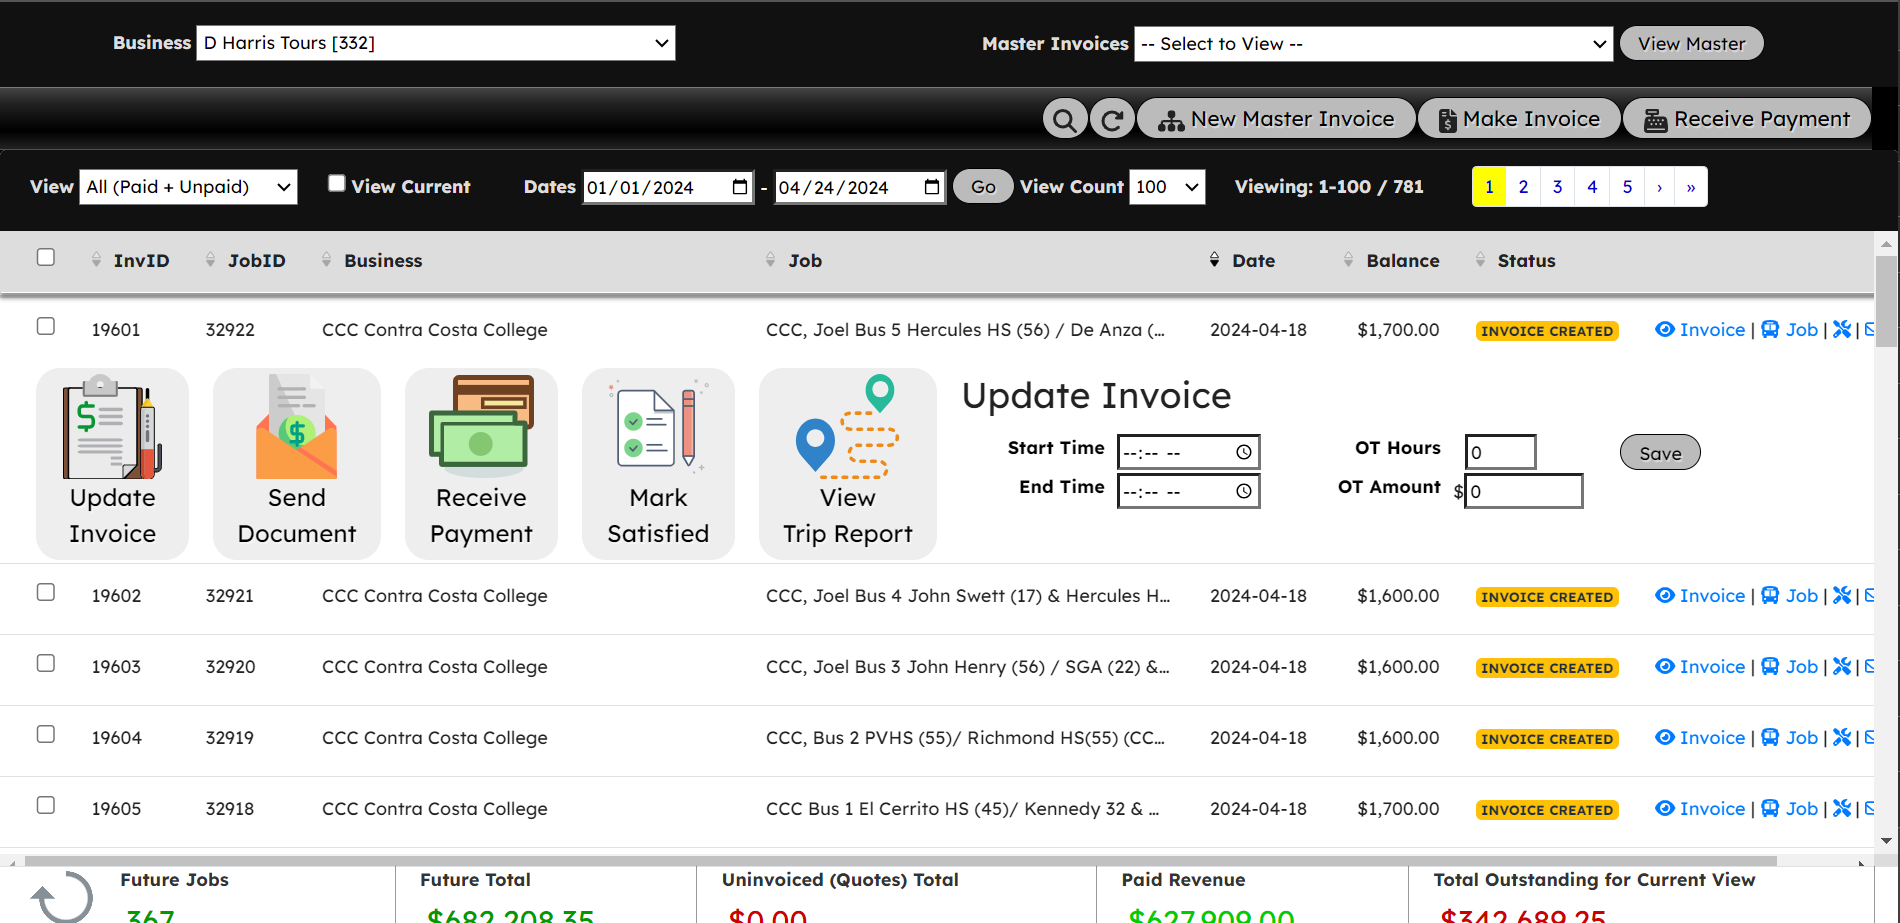 Business D Harris Tours [332] Master Invoices -- Select to View -- View Master
New Master Invoice Make Invoice Receive Payment
View All (Paid + Unpaid) View Current Dates 01/01/2024 - 04/24/2024 Go View Count 100 Viewing: 1-100 / 781 1 2 3 4 5 › »
InvID JobID Business Job Date Balance Status
19601 32922 CCC Contra Costa College CCC, Joel Bus 5 Hercules HS (56) / De Anza (... 2024-04-18 $1,700.00 INVOICE CREATED Invoice | Job | |
Update Invoice
Send Document
Receive Payment
Mark Satisfied
View Trip Report
Update Invoice
Start Time --:-- -- OT Hours 0 Save
End Time --:-- -- OT Amount $ 0
19602 32921 CCC Contra Costa College CCC, Joel Bus 4 John Swett (17) & Hercules H... 2024-04-18 $1,600.00 INVOICE CREATED Invoice | Job | |
19603 32920 CCC Contra Costa College CCC, Joel Bus 3 John Henry (56) / SGA (22) &... 2024-04-18 $1,600.00 INVOICE CREATED Invoice | Job | |
19604 32919 CCC Contra Costa College CCC, Bus 2 PVHS (55)/ Richmond HS(55) (CC... 2024-04-18 $1,600.00 INVOICE CREATED Invoice | Job | |
19605 32918 CCC Contra Costa College CCC Bus 1 El Cerrito HS (45)/ Kennedy 32 & ... 2024-04-18 $1,700.00 INVOICE CREATED Invoice | Job | |
Future Jobs Future Total Uninvoiced (Quotes) Total Paid Revenue Total Outstanding for Current View
367 $682,208.35 $0.00 $627,909.00 $342,689.25